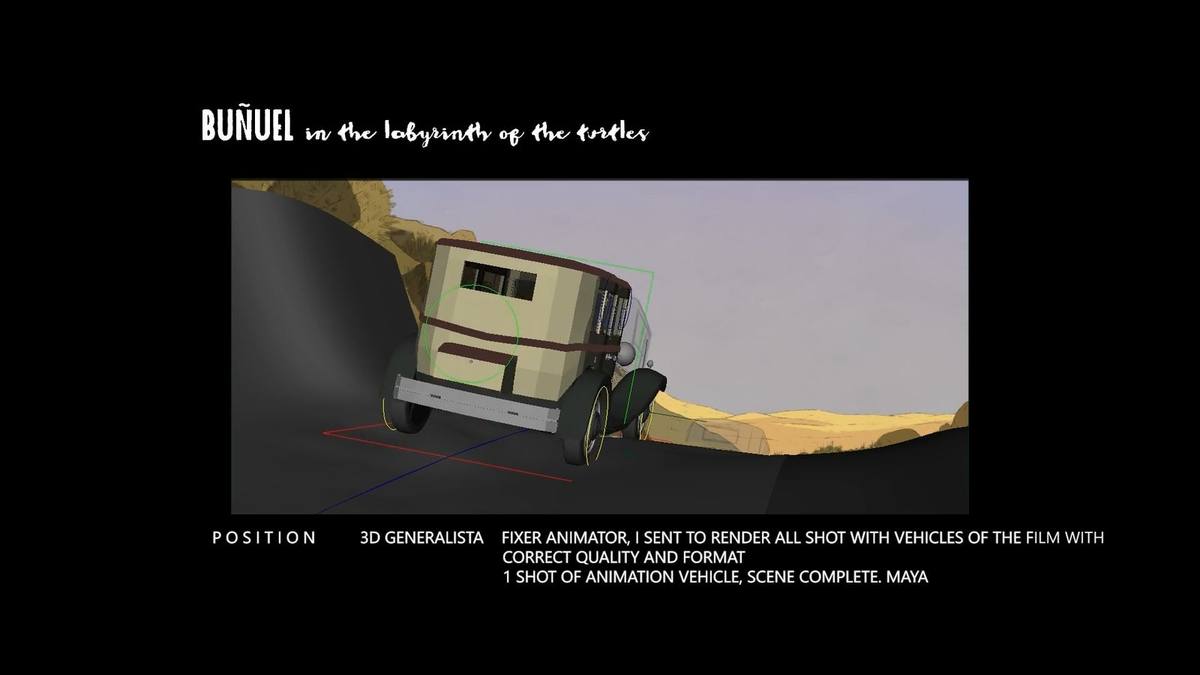 BUÑUEL in the labyrinth of the turtles
POSITION 3D GENERALISTA FIXER ANIMATOR, I SENT TO RENDER ALL SHOT WITH VEHICLES OF THE FILM WITH
CORRECT QUALITY AND FORMAT
1 SHOT OF ANIMATION VEHICLE, SCENE COMPLETE. MAYA